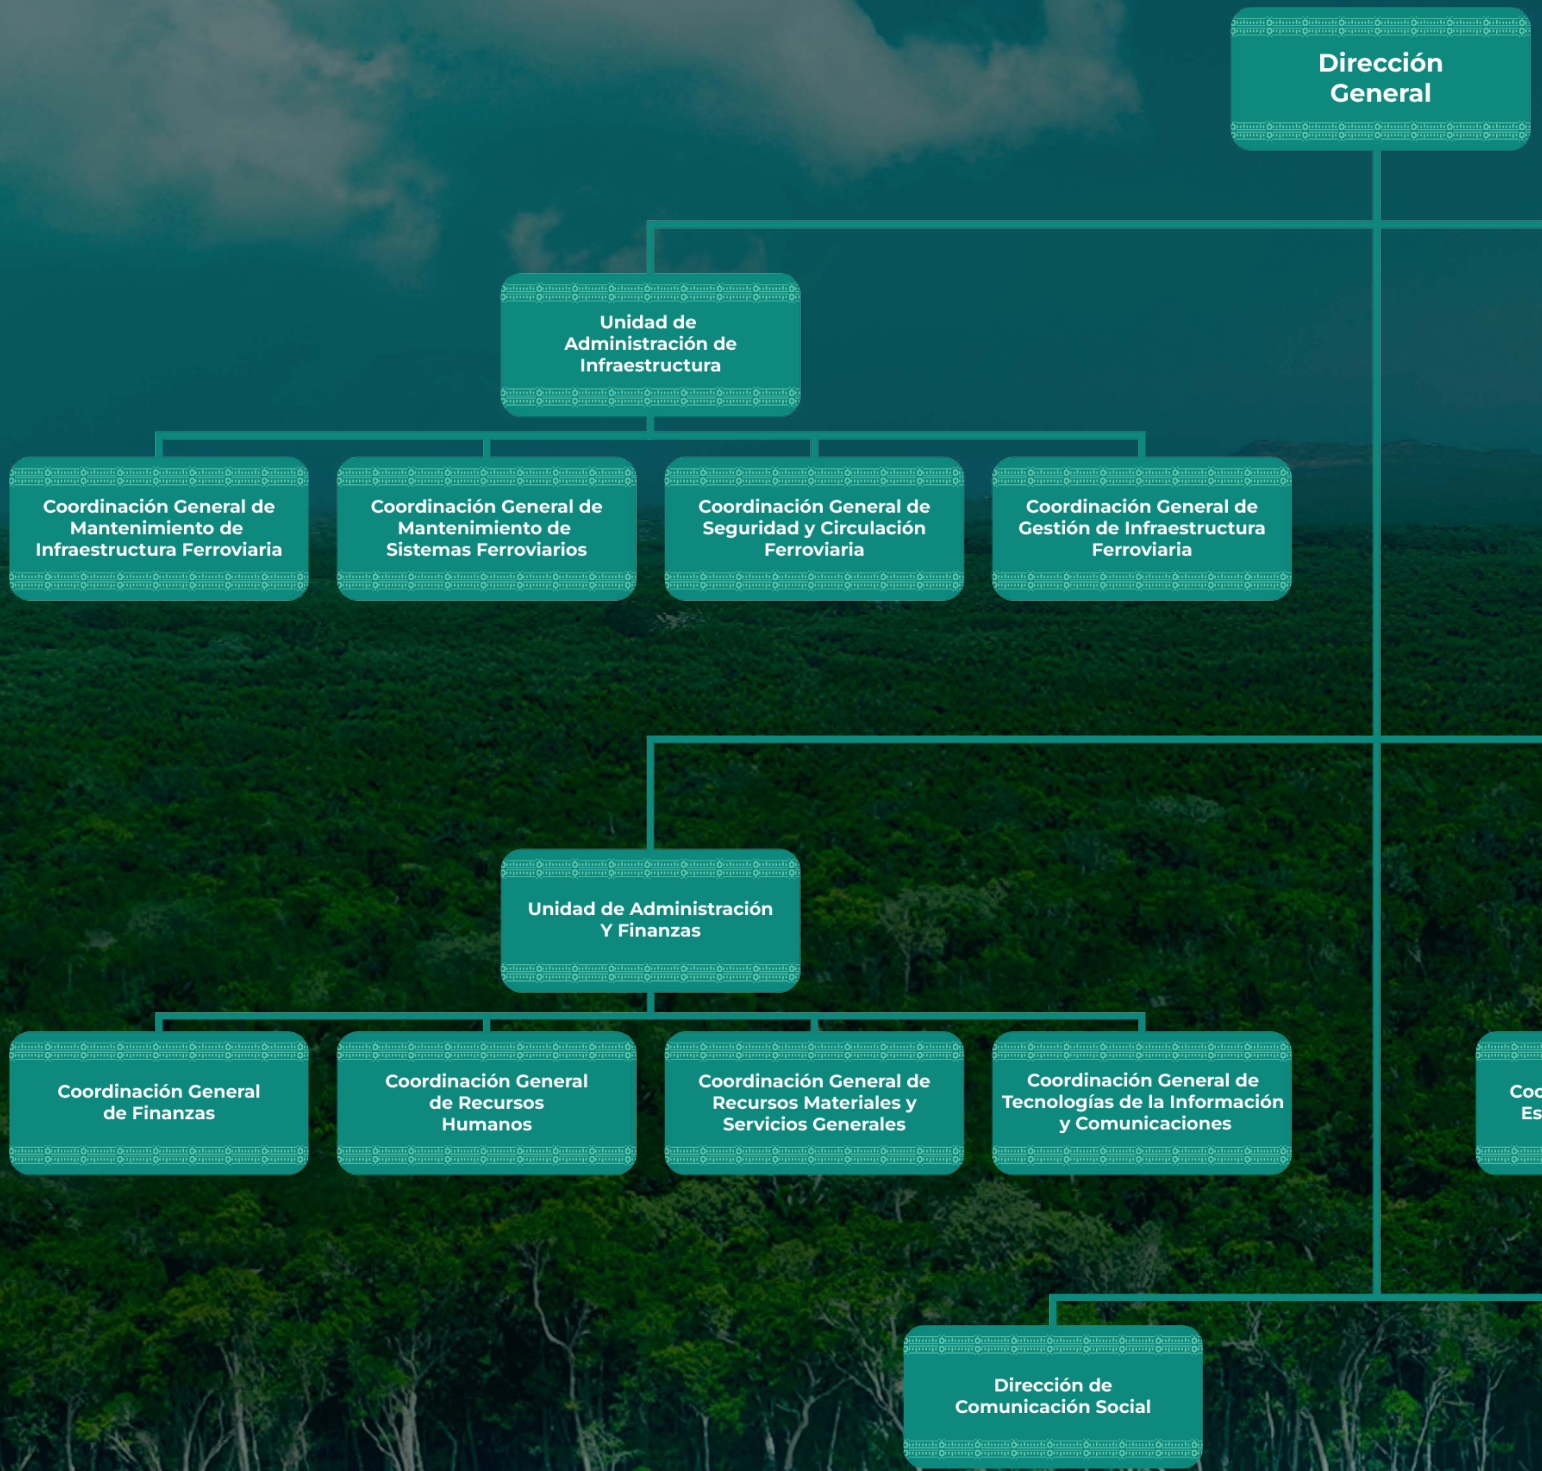 Dirección
General
Unidad de
Administración de
Infraestructura
Coordinación General de
Mantenimiento de
Infraestructura Ferroviaria
Coordinación General de
Mantenimiento de
Sistemas Ferroviarios
Coordinación General de
Seguridad y Circulación
Ferroviaria
Coordinación General de
Gestión de Infraestructura
Ferroviaria
Unidad de Administración
Y Finanzas
Coordinación General
de Finanzas
Coordinación General
de Recursos
Humanos
Coordinación General de
Recursos Materiales y
Servicios Generales
Coordinación General de
Tecnologías de la Información
y Comunicaciones
Dirección de
Comunicación Social